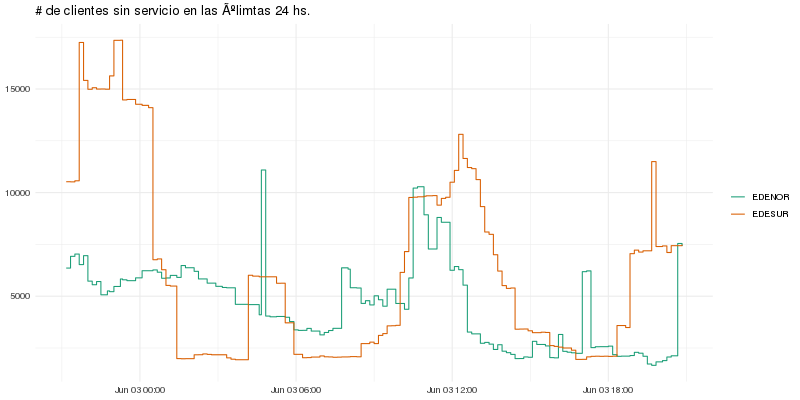 # de clientes sin servicio en las Ãºlimtas 24 hs.
15000
10000
5000
Jun 03 00:00
Jun 03 06:00
Jun 03 12:00
Jun 03 18:00
EDENOR
EDESUR